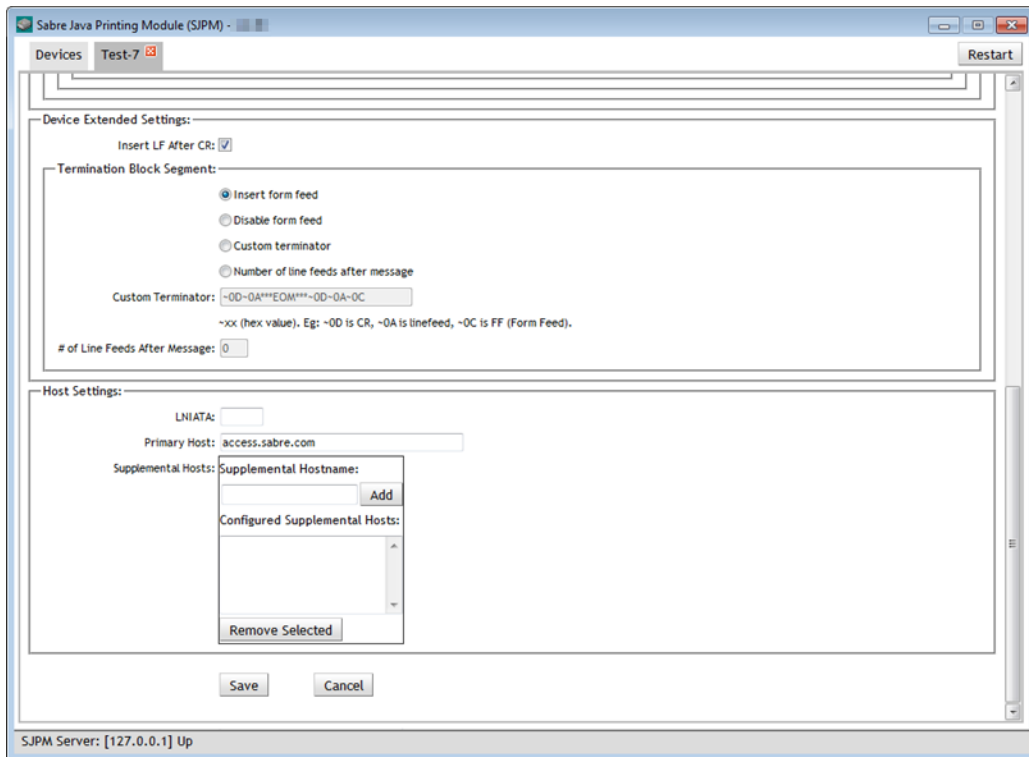 Sabre Java Printing Module (SJPM) -
Devices Test-7 Restart
Device Extended Settings:
Insert LF After CR:
Termination Block Segment:
Insert form feed
Disable form feed
Custom terminator
Number of line feeds after message
Custom Terminator: ~0D~0A***EOM***~0D~0A~0C
~xx (hex value). Eg: ~0D is CR, ~0A is linefeed, ~0C is FF (Form Feed).
# of Line Feeds After Message: 0
Host Settings:
LNIATA:
Primary Host: access.sabre.com
Supplemental Hosts: Supplemental Hostname:
Add
Configured Supplemental Hosts:
Remove Selected
Save Cancel
SJPM Server: [127.0.0.1] Up